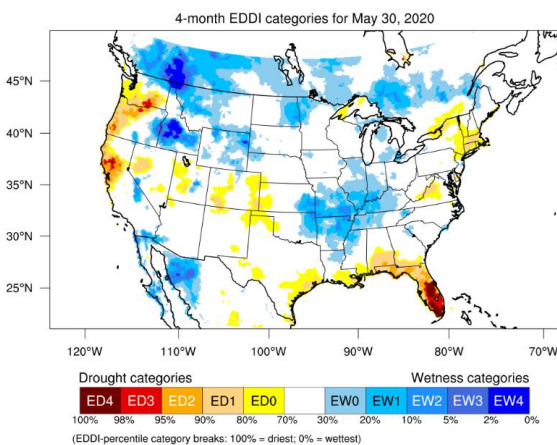 4-month EDDI categories for May 30, 2020
45°N
40°N
35°N
30°N
25°N
120°W 110°W 100°W 90°W 80°W 70°W
Drought categories Wetness categories
ED4 ED3 ED2 ED1 ED0 EW0 EW1 EW2 EW3 EW4
100% 98% 95% 90% 80% 70% 30% 20% 10% 5% 2% 0%
(EDDI-percentile category breaks: 100% = driest; 0% = wettest)